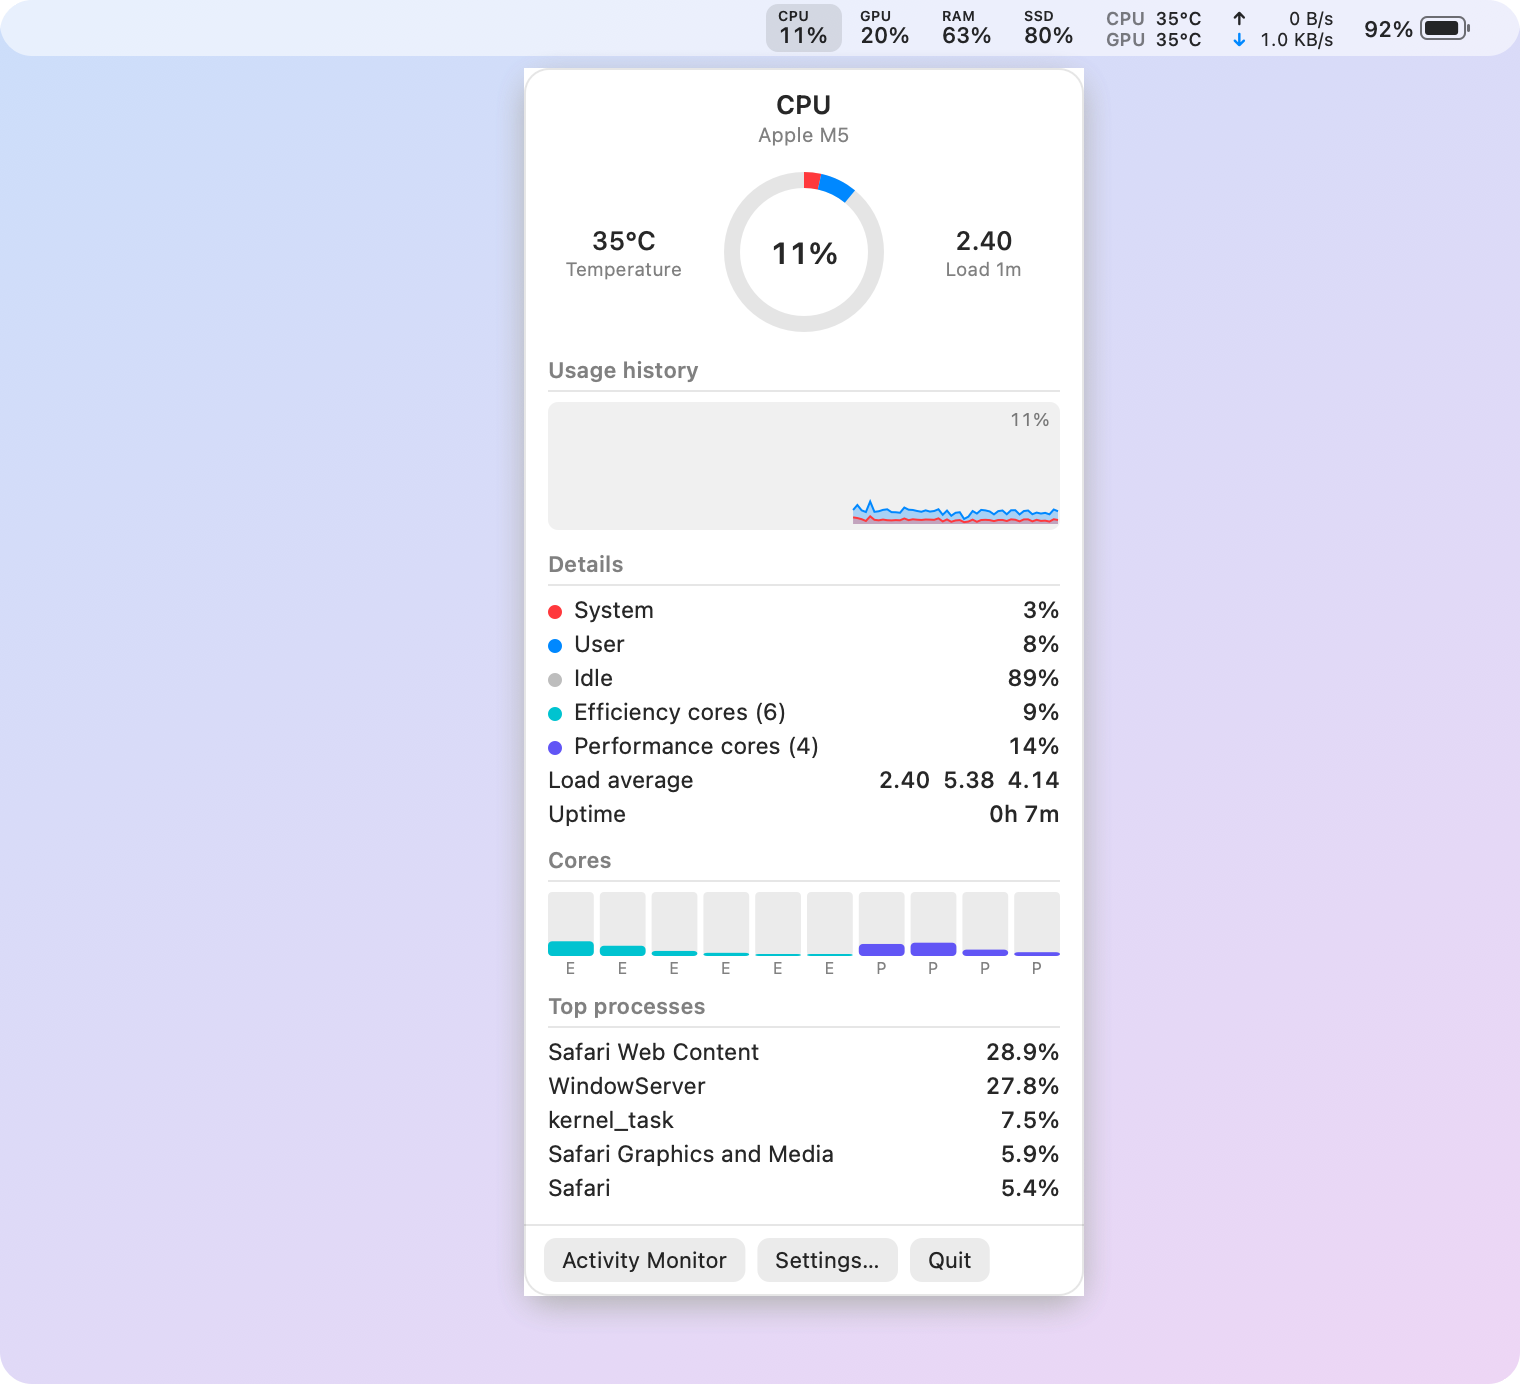 CPU GPU RAM SSD CPU 35°C ↑ 0 B/s
11% 20% 63% 80% GPU 35°C ↓ 1.0 KB/s 92%
CPU
Apple M5
35°C 11% 2.40
Temperature Load 1m
Usage history
11%
Details
System 3%
User 8%
Idle 89%
Efficiency cores (6) 9%
Performance cores (4) 14%
Load average 2.40 5.38 4.14
Uptime 0h 7m
Cores
E E E E E E P P P P
Top processes
Safari Web Content 28.9%
WindowServer 27.8%
kernel_task 7.5%
Safari Graphics and Media 5.9%
Safari 5.4%
Activity Monitor Settings... Quit